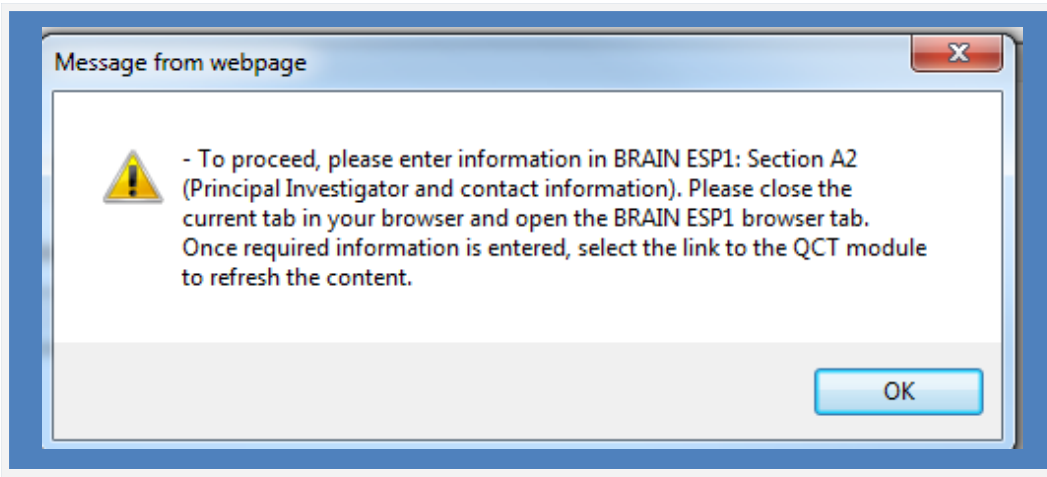 Message from webpage
- To proceed, please enter information in BRAIN ESP1: Section A2
(Principal Investigator and contact information). Please close the
current tab in your browser and open the BRAIN ESP1 browser tab.
Once required information is entered, select the link to the QCT module
to refresh the content.
OK